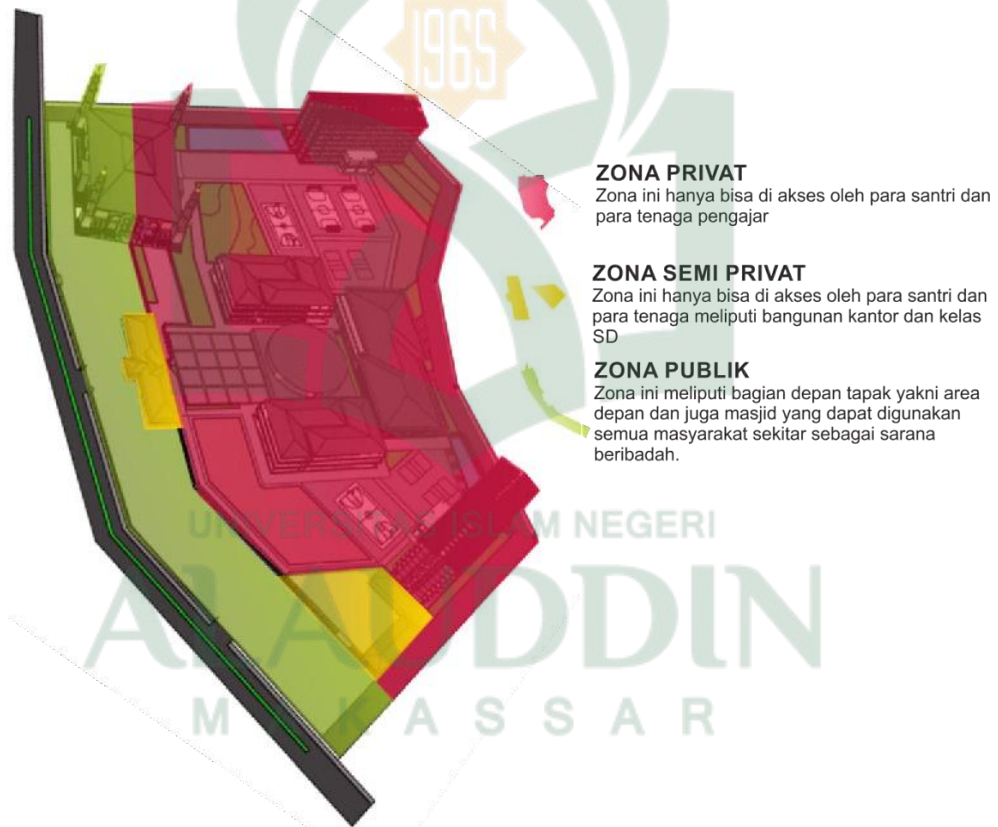 1965
ZONA PRIVAT
Zona ini hanya bisa di akses oleh para santri dan
para tenaga pengajar
ZONA SEMI PRIVAT
Zona ini hanya bisa di akses oleh para santri dan
para tenaga meliputi bangunan kantor dan kelas
SD
ZONA PUBLIK
Zona ini meliputi bagian depan tapak yakni area
depan dan juga masjid yang dapat digunakan
semua masyarakat sekitar sebagai sarana
beribadah.
UNIVERSITAS ISLAM NEGERI
ALAUDDIN
MAKASSAR